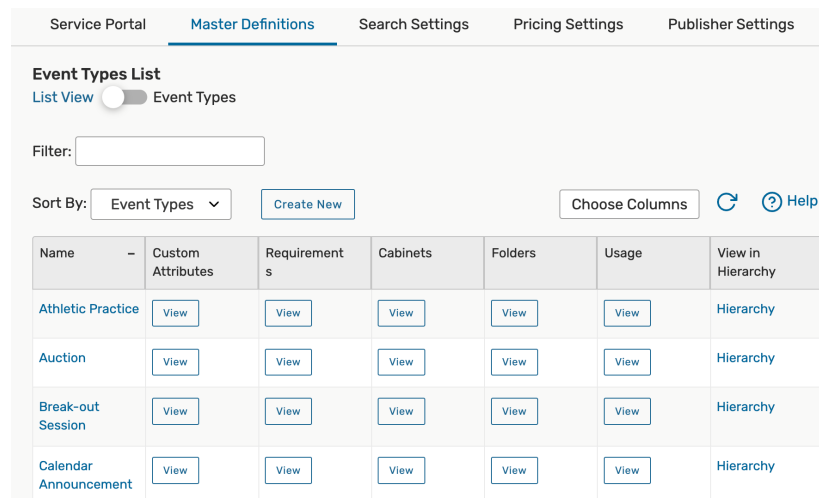 Service Portal Master Definitions Search Settings Pricing Settings Publisher Settings
Event Types List
List View Event Types
Filter:
Sort By: Event Types Create New Choose Columns Help
Name – Custom Requirement Cabinets Folders Usage View in
Attributes s Hierarchy
Athletic Practice View View View View View Hierarchy
Auction View View View View View Hierarchy
Break-out View View View View View Hierarchy
Session
Calendar View View View View View Hierarchy
Announcement